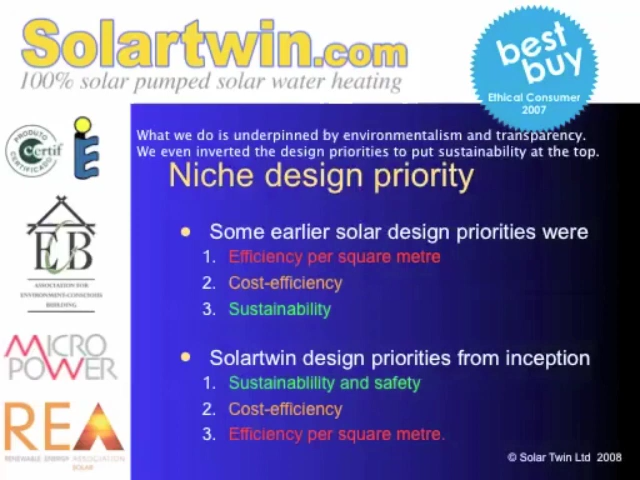 Solartwin.com
100% solar pumped solar water heating
best
buy
Ethical Consumer
2007
PRODUTO
Certif
CERTIFICADO
What we do is underpinned by environmentalism and transparency.
We even inverted the design priorities to put sustainability at the top.
Niche design priority
Some earlier solar design priorities were
1. Efficiency per square metre
2. Cost-efficiency
3. Sustainability
ECB
ASSOCIATION FOR
ENVIRONMENT-CONSCIOUS
BUILDING
MICRO
POWER
Solartwin design priorities from inception
1. Sustainablility and safety
2. Cost-efficiency
3. Efficiency per square metre.
REA
RENEWABLE ENERGY ASSOCIATION
SOLAR
© Solar Twin Ltd 2008